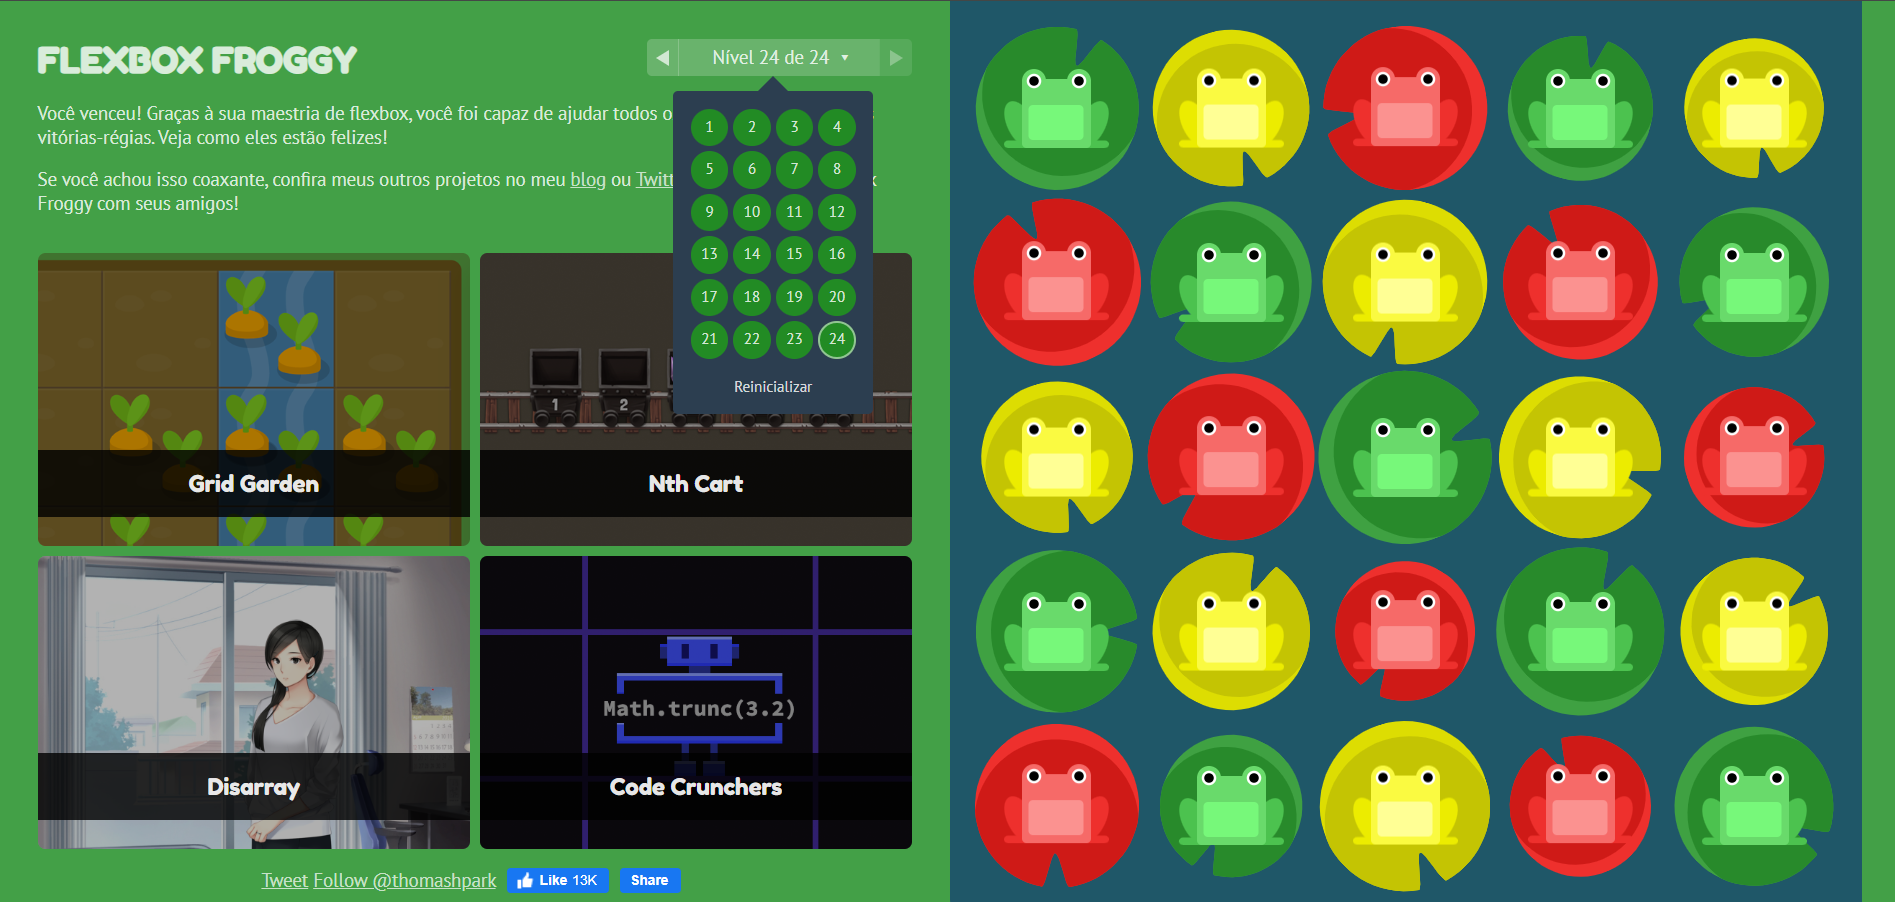 FLEXBOX FROGGY
◀ Nível 24 de 24 ▼ ▶
Você venceu! Graças à sua maestria de flexbox, você foi capaz de ajudar todos o
vitórias-régias. Veja como eles estão felizes!
Se você achou isso coaxante, confira meus outros projetos no meu blog ou Twitt
Froggy com seus amigos!
1 2 3 4
5 6 7 8
9 10 11 12
13 14 15 16
17 18 19 20
21 22 23 24
Reinicializar
1 2
Grid Garden
Nth Cart
Math.trunc(3.2)
Disarray
Code Crunchers
Tweet Follow @thomashpark Like 13K Share